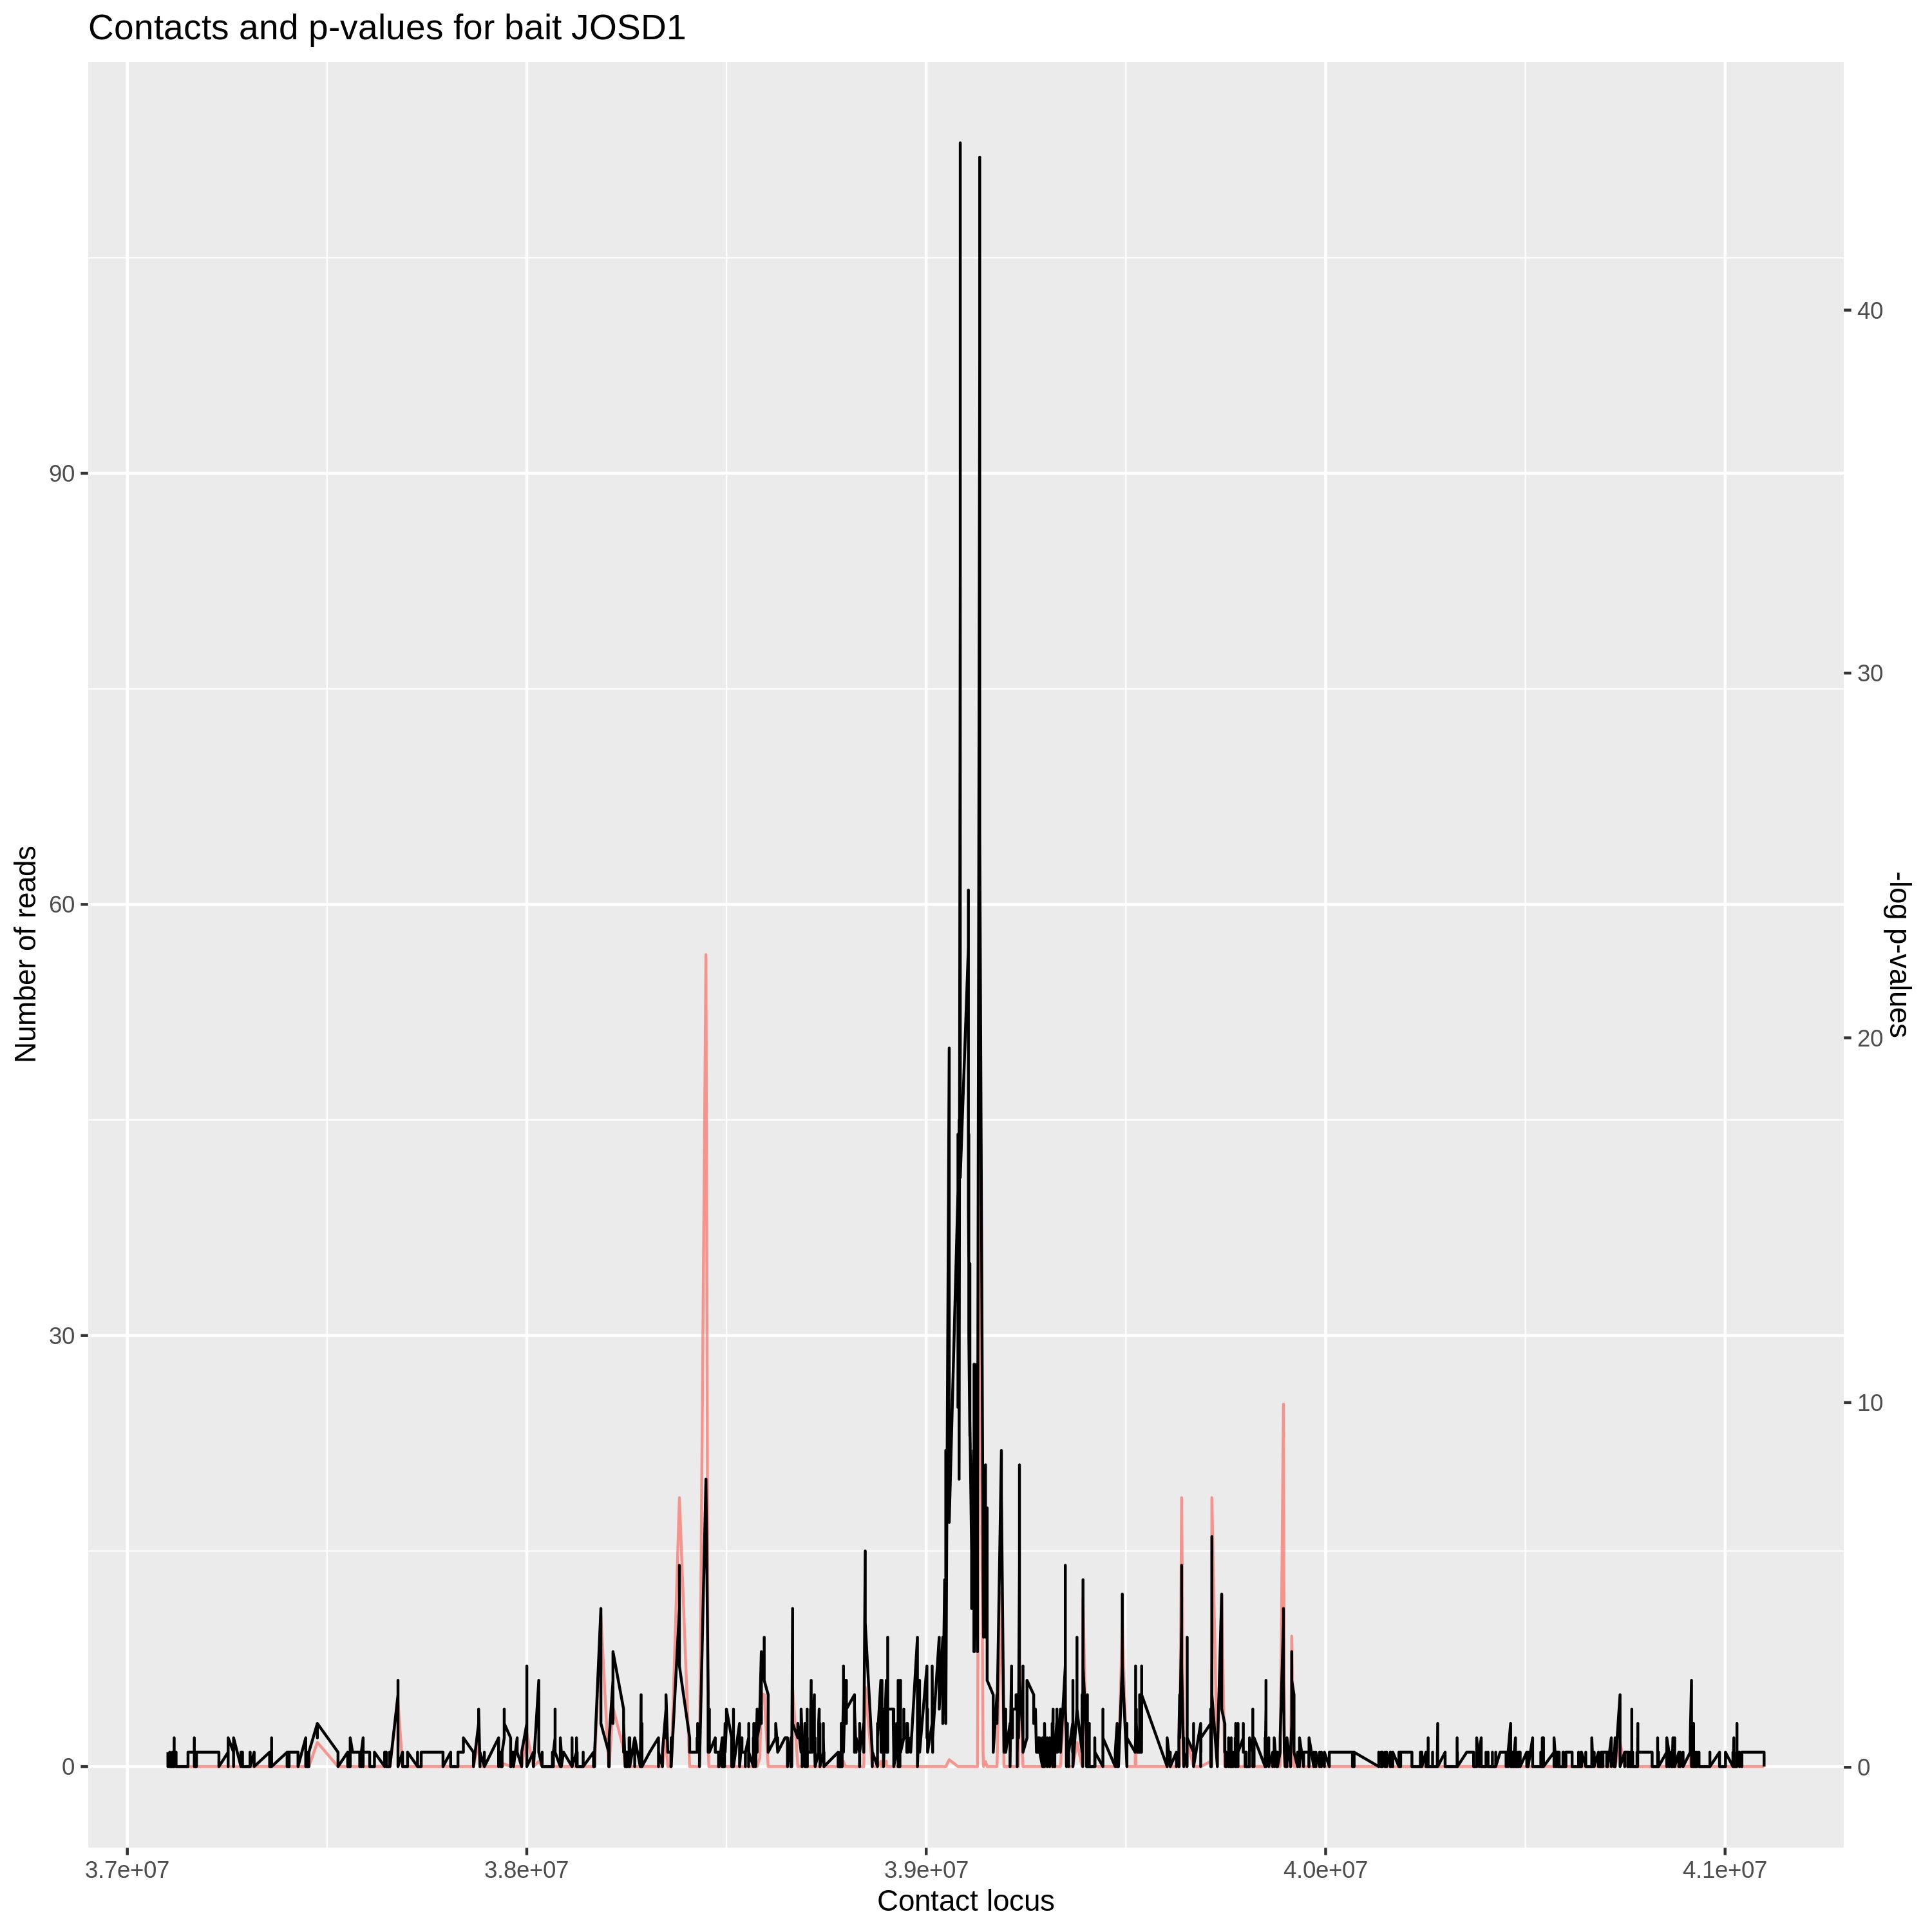 Contacts and p-values for bait JOSD1
Number of reads
90
60
30
0
40
30
20
10
0
-log p-values
3.7e+07
3.8e+07
3.9e+07
4.0e+07
4.1e+07
Contact locus